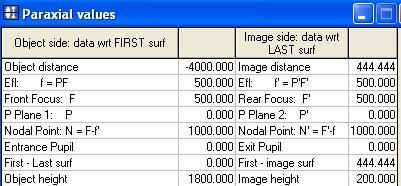 Paraxial values
Object side: data wrt FIRST surf Image side: data wrt LAST surf
Object distance -4000.000 Image distance 444.444
Efl: f = PF 500.000 Efl: f' = P'F' 500.000
Front Focus: F 500.000 Rear Focus: F' 500.000
P Plane 1: P 0.000 P Plane 2: P' 0.000
Nodal Point: N = F-f' 1000.000 Nodal Point: N' = F'-f 1000.000
Entrance Pupil 0.000 Exit Pupil 0.000
First - Last surf 0.000 First - image surf 444.444
Object height 1800.000 Image height 200.000